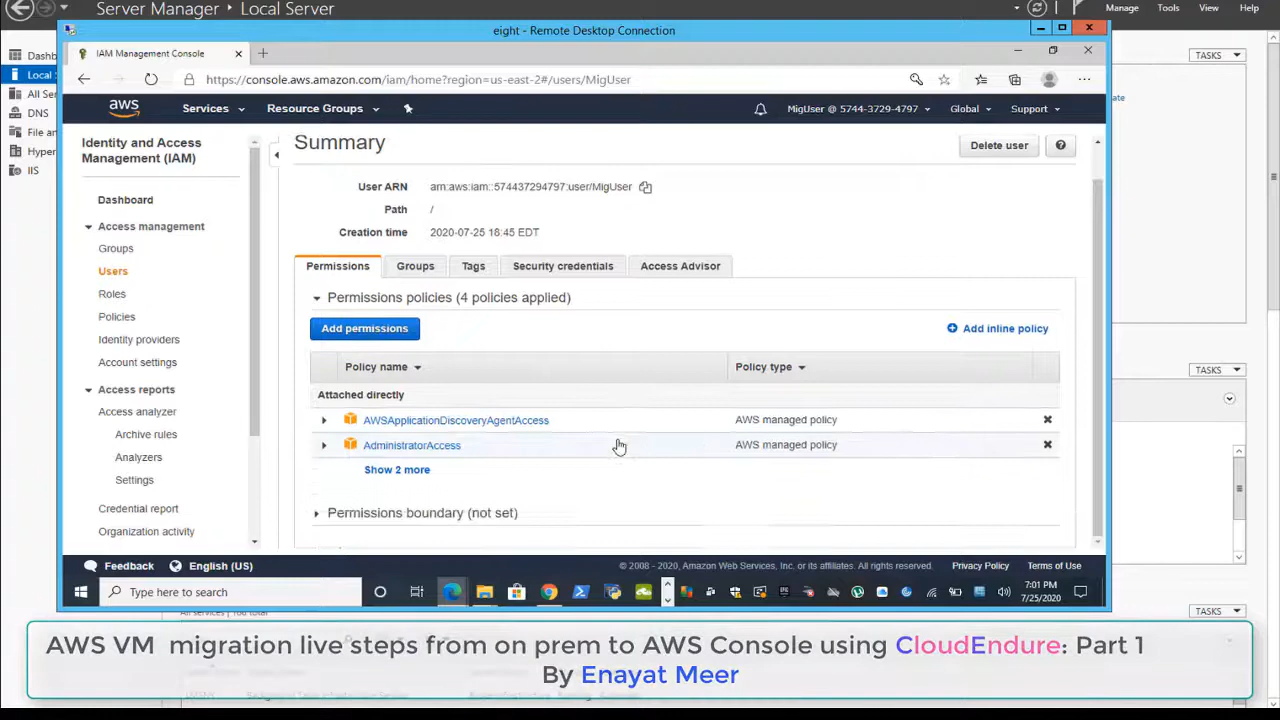 Server Manager • Local Server
Manage Tools View Help
eight - Remote Desktop Connection
IAM Management Console
https://console.aws.amazon.com/iam/home?region=us-east-2#/users/MigUser
aws Services Resource Groups MigUser @ 5744-3729-4797 Global Support
Dashb
Local S
All Ser
DNS
File an
Hyper
IIS
TASKS
TASKS
TASKS
Identity and Access
Management (IAM)
Dashboard
Access management
Groups
Users
Roles
Policies
Identity providers
Account settings
Access reports
Access analyzer
Archive rules
Analyzers
Settings
Credential report
Organization activity
Summary
Delete user
User ARN arn:aws:iam::574437294797:user/MigUser
Path /
Creation time 2020-07-25 18:45 EDT
Permissions Groups Tags Security credentials Access Advisor
Permissions policies (4 policies applied)
Add permissions Add inline policy
Policy name Policy type
Attached directly
AWSApplicationDiscoveryAgentAccess AWS managed policy
AdministratorAccess AWS managed policy
Show 2 more
Permissions boundary (not set)
Feedback English (US) © 2008 - 2020, Amazon Web Services, Inc. or its affiliates. All rights reserved. Privacy Policy Terms of Use
Type here to search
7:01 PM
7/25/2020
AWS VM migration live steps from on prem to AWS Console using CloudEndure: Part 1
By Enayat Meer